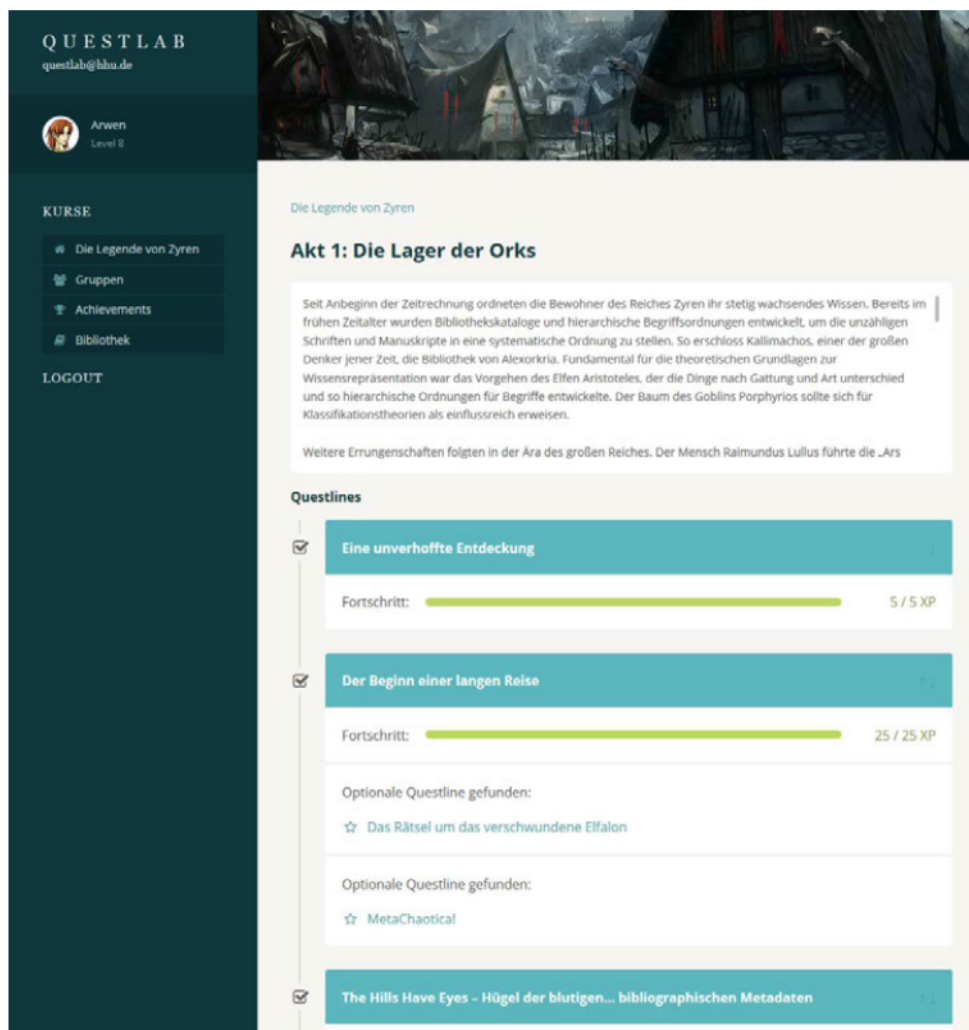 QUESTLAB
questlab@hhu.de
Arwen
Level 8
KURSE
Die Legende von Zyren
Gruppen
Achievements
Bibliothek
LOGOUT
Die Legende von Zyren
Akt 1: Die Lager der Orks
Seit Anbeginn der Zeitrechnung ordneten die Bewohner des Reiches Zyren ihr stetig wachsendes Wissen. Bereits im
frühen Zeitalter wurden Bibliothekskataloge und hierarchische Begriffsordnungen entwickelt, um die unzähligen
Schriften und Manuskripte in eine systematische Ordnung zu stellen. So erschloss Kallimachos, einer der großen
Denker jener Zeit, die Bibliothek von Alexorkria. Fundamental für die theoretischen Grundlagen zur
Wissensrepräsentation war das Vorgehen des Elfen Aristoteles, der die Dinge nach Gattung und Art unterschied
und so hierarchische Ordnungen für Begriffe entwickelte. Der Baum des Goblins Porphyrios sollte sich für
Klassifikationstheorien als einflussreich erweisen.
Weitere Errungenschaften folgten in der Ära des großen Reiches. Der Mensch Raimundus Lullus führte die „Ars
Questlines
Eine unverhoffte Entdeckung
Fortschritt: 5 / 5 XP
Der Beginn einer langen Reise
Fortschritt: 25 / 25 XP
Optionale Questline gefunden:
Das Rätsel um das verschwundene Elfalon
Optionale Questline gefunden:
MetaChaotica!
The Hills Have Eyes – Hügel der blutigen... bibliographischen Metadaten